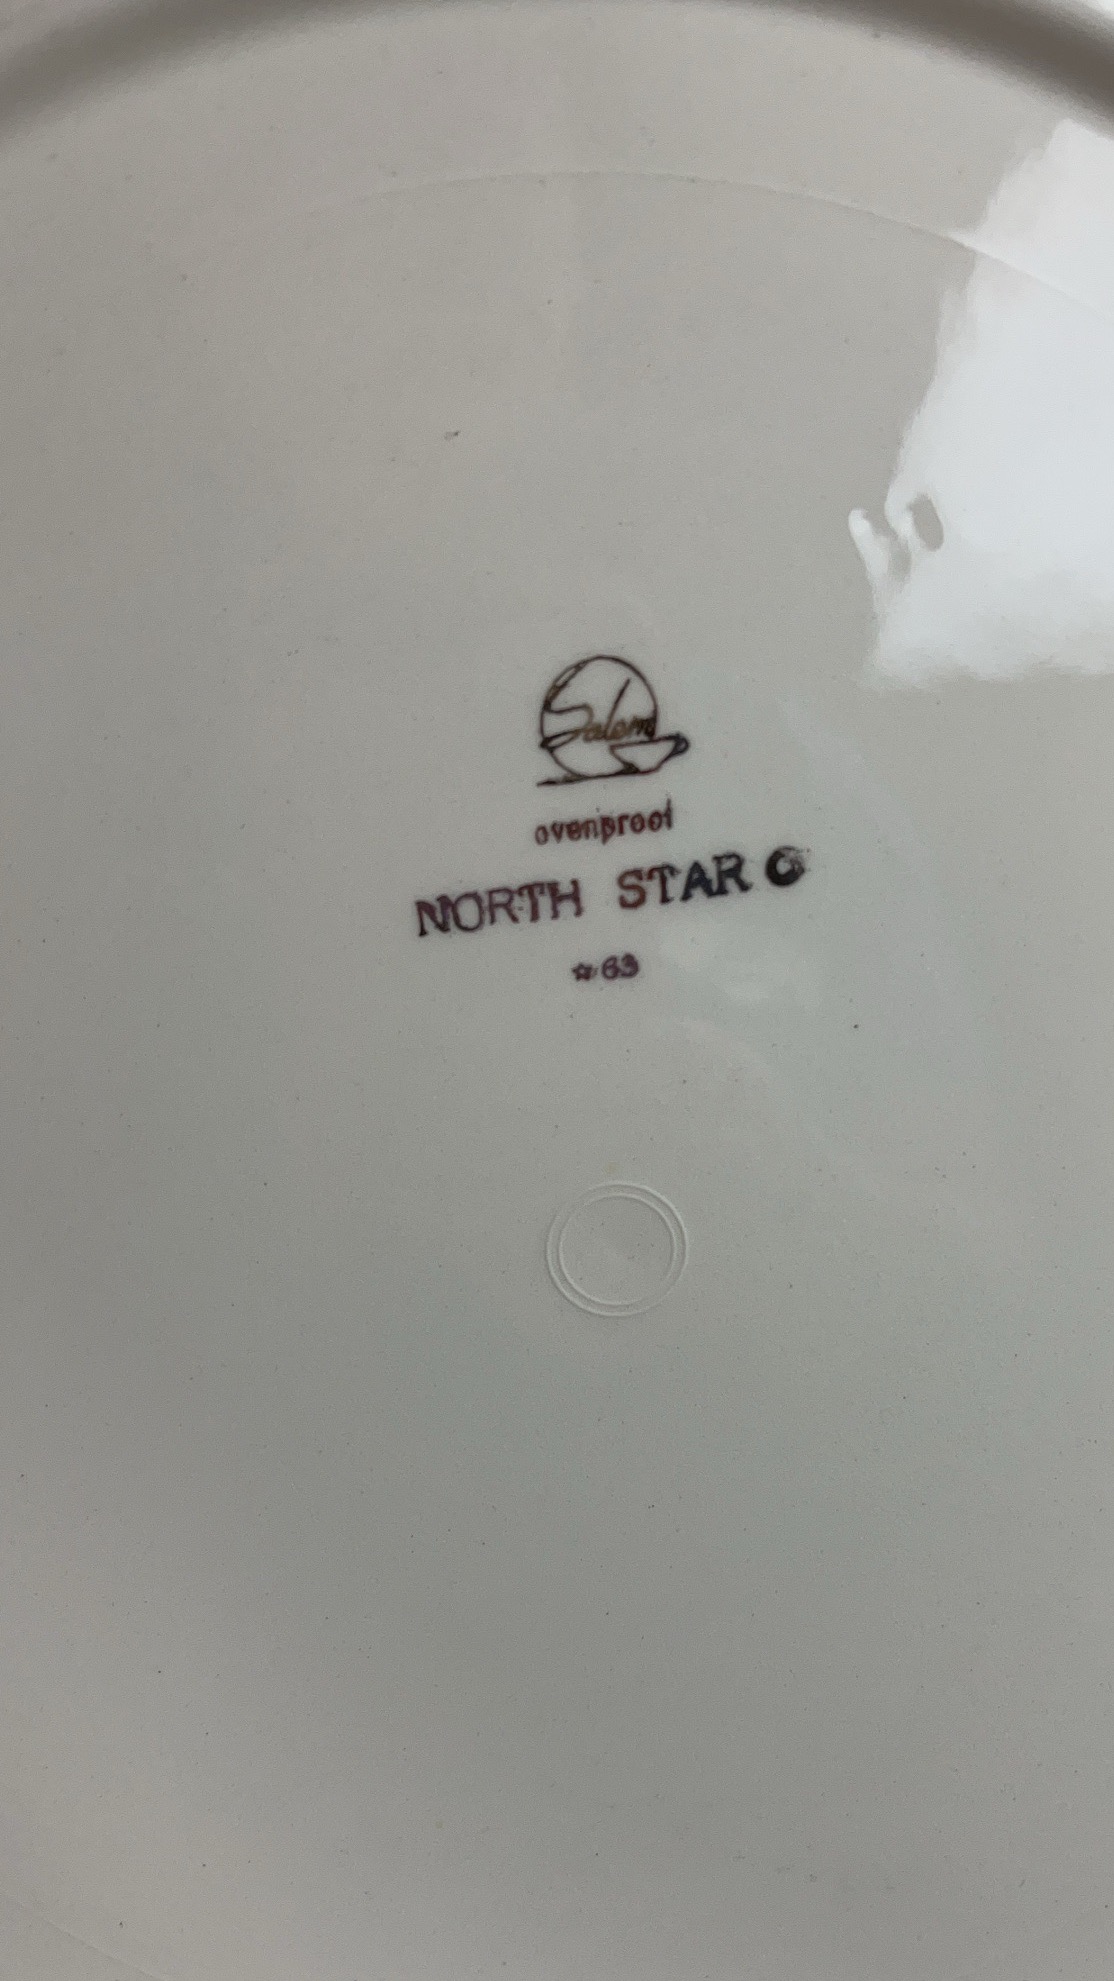 Salem
ovenproof
NORTH STAR ©
☆63